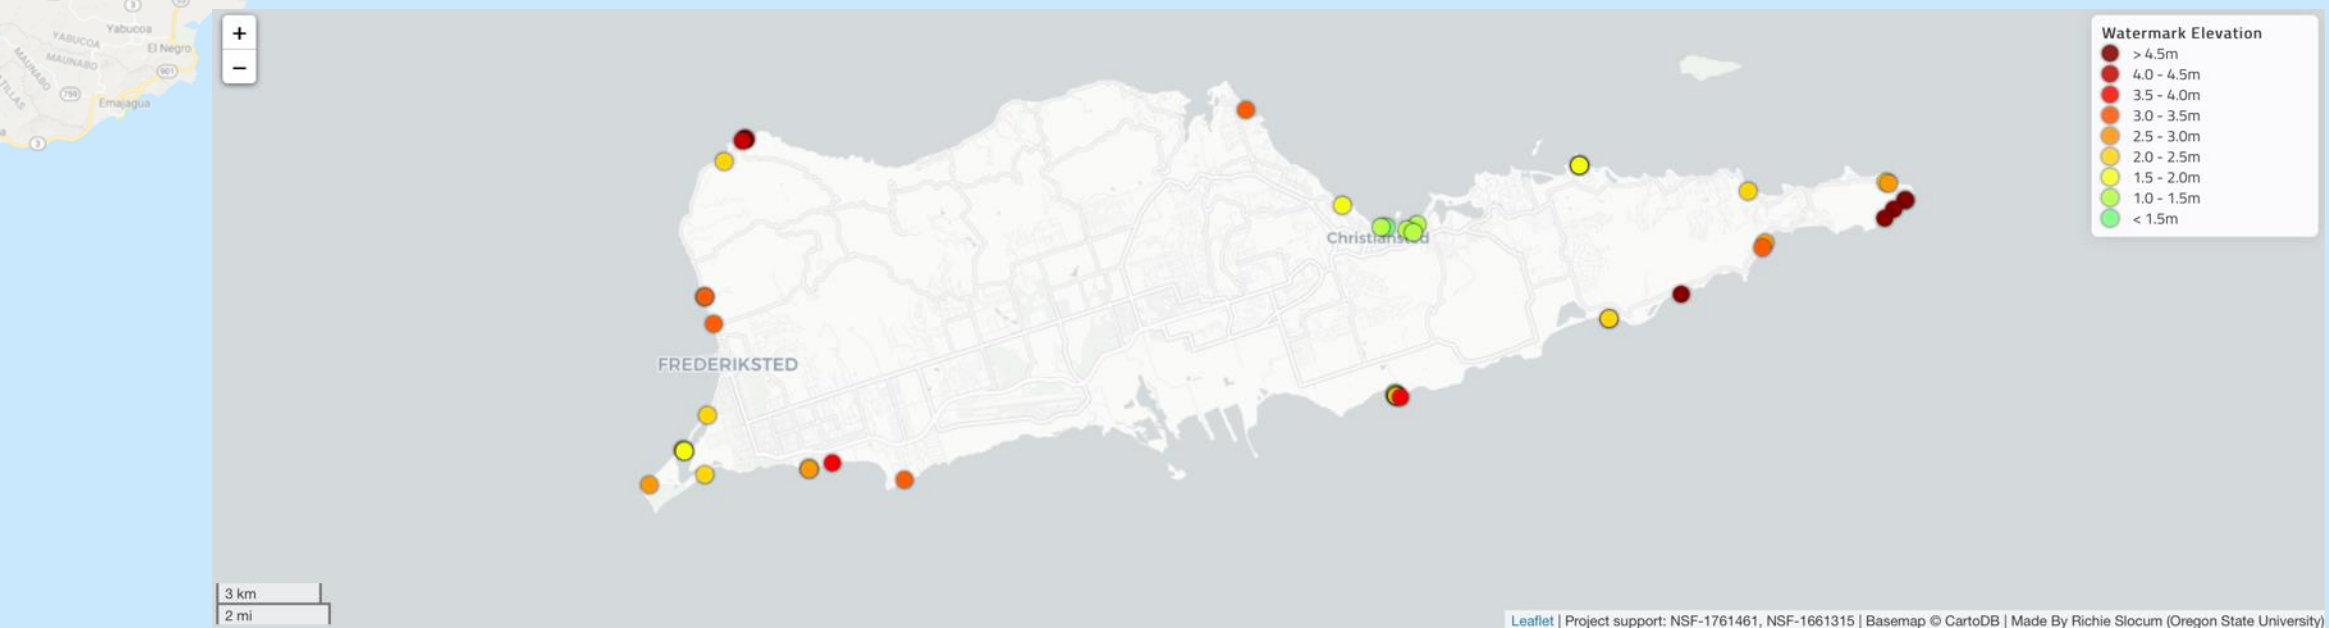 3
Yabucoa
YABUCOA
El Negro
MAUNABO
MAUNABO
901
759
Emajagua
3
+
−
Watermark Elevation
> 4.5m
4.0 - 4.5m
3.5 - 4.0m
3.0 - 3.5m
2.5 - 3.0m
2.0 - 2.5m
1.5 - 2.0m
1.0 - 1.5m
< 1.5m
FREDERIKSTED
3 km
2 mi
Leaflet | Project support: NSF-1761461, NSF-1661315 | Basemap © CartoDB | Made By Richie Slocum (Oregon State University)